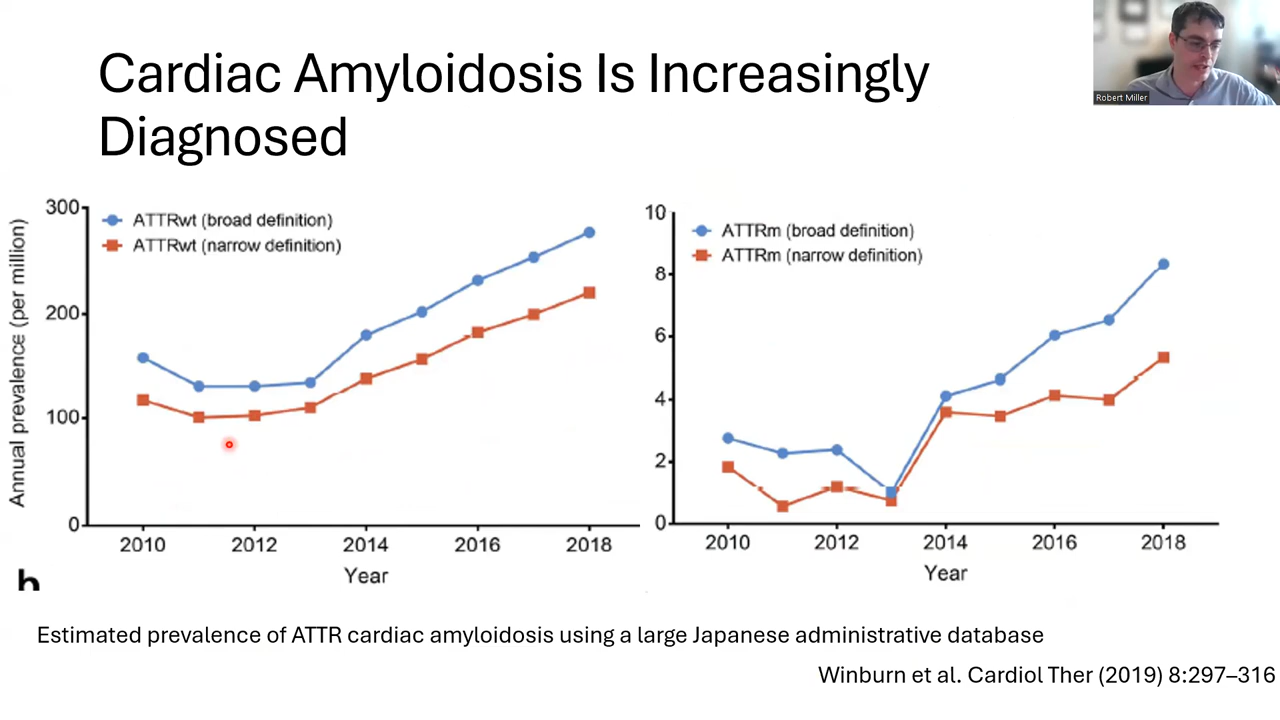 Cardiac Amyloidosis Is Increasingly
Diagnosed
Robert Miller
300
200
100
0
Annual prevalence (per million)
ATTRwt (broad definition)
ATTRwt (narrow definition)
2010
2012
2014
2016
2018
Year
10
8
6
4
2
0
ATTRm (broad definition)
ATTRm (narrow definition)
2010
2012
2014
2016
2018
Year
Estimated prevalence of ATTR cardiac amyloidosis using a large Japanese administrative database
Winburn et al. Cardiol Ther (2019) 8:297–316